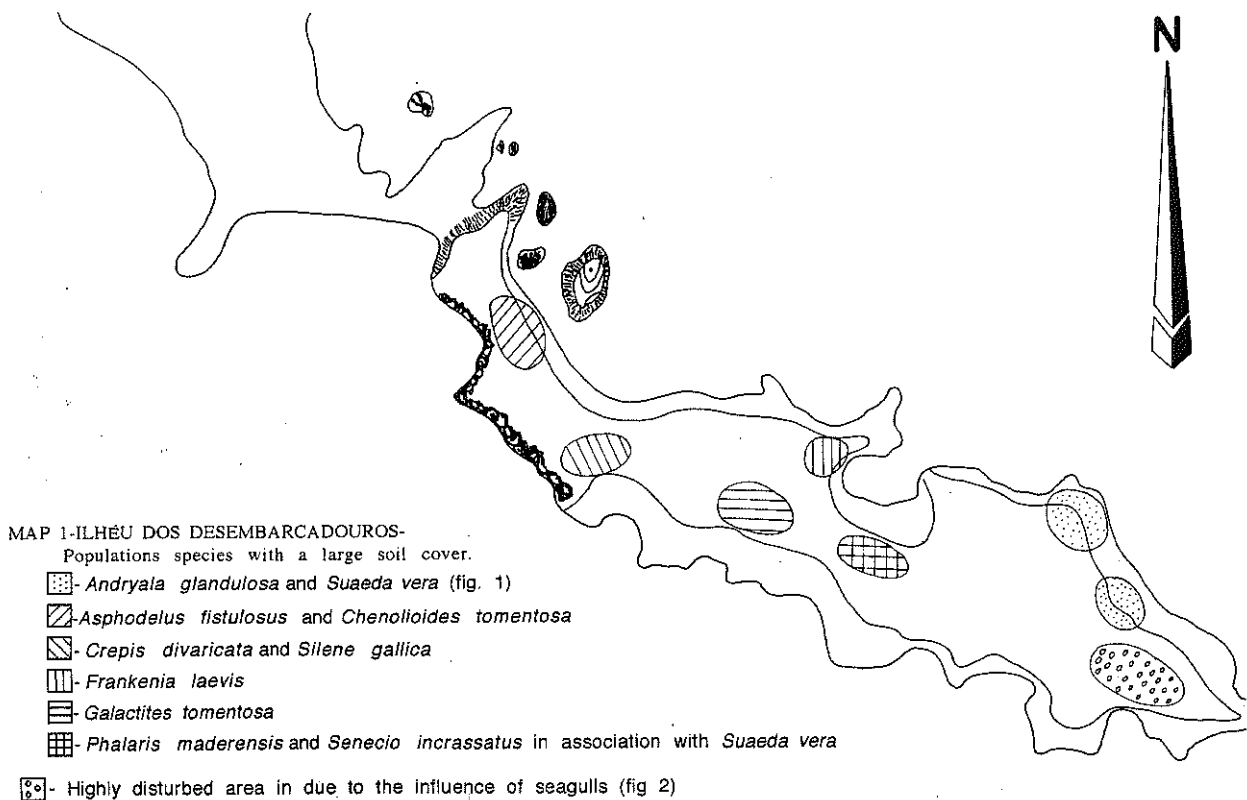 N
MAP 1-ILHÉU DOS DESEMBARCADOUROS-
Populations species with a large soil cover.
- Andryala glandulosa and Suaeda vera (fig. 1)
-Asphodelus fistulosus and Chenolioides tomentosa
- Crepis divaricata and Silene gallica
- Frankenia laevis
- Galactites tomentosa
- Phalaris maderensis and Senecio incrassatus in association with Suaeda vera
- Highly disturbed area in due to the influence of seagulls (fig 2)